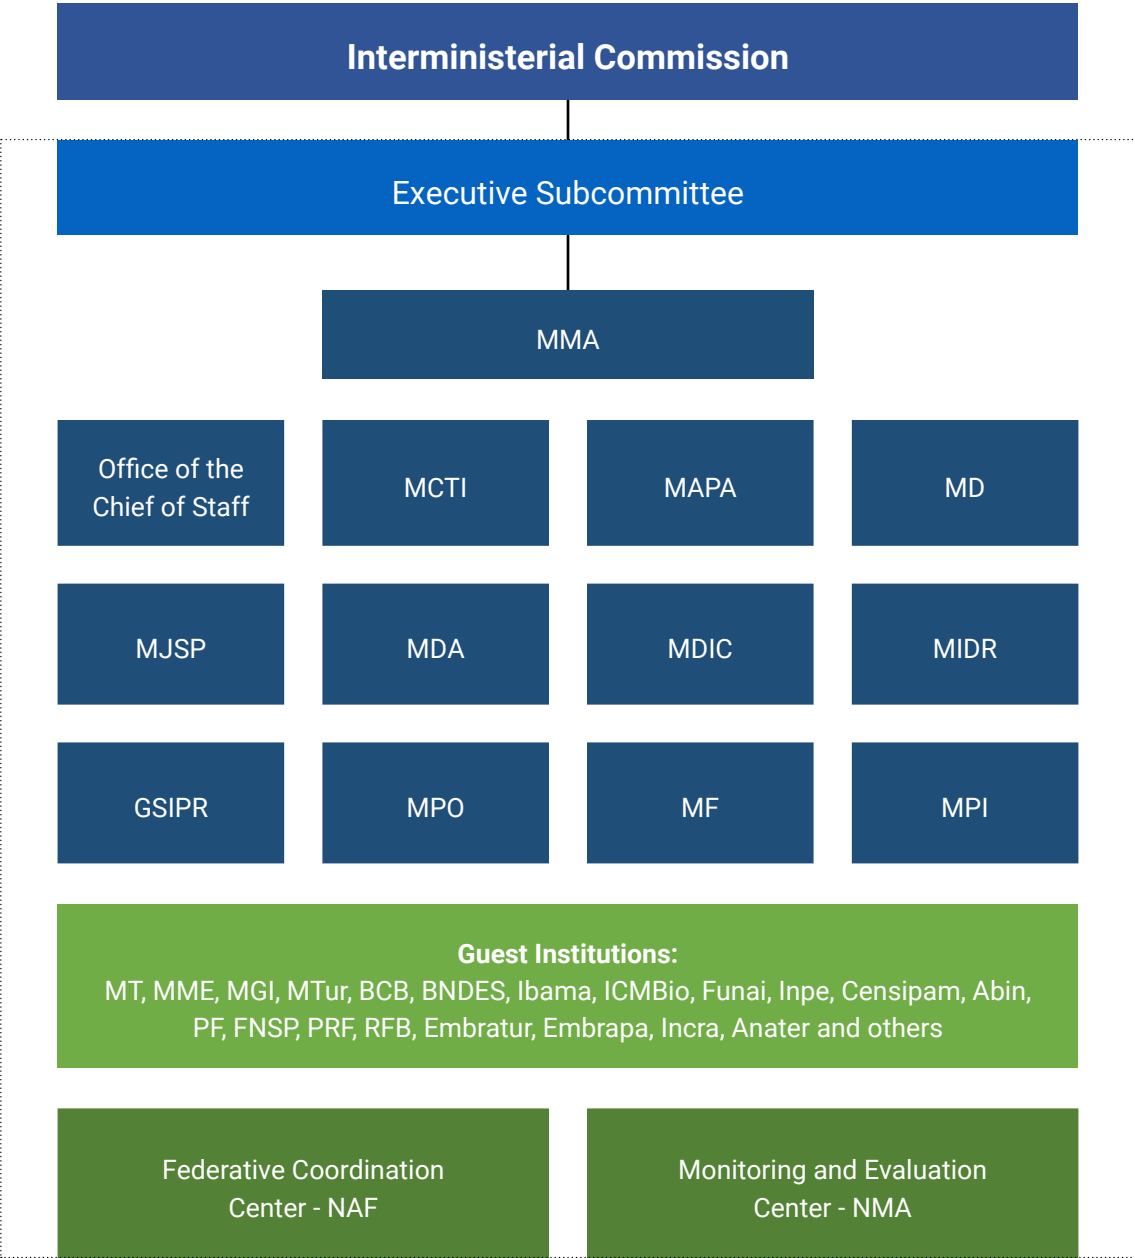 Interministerial Commission
Executive Subcommittee
MMA
Office of the
Chief of Staff
MCTI
MAPA
MD
MJSP
MDA
MDIC
MIDR
GSIPR
MPO
MF
MPI
Guest Institutions:
MT, MME, MGI, MTur, BCB, BNDES, Ibama, ICMBio, Funai, Inpe, Censipam, Abin,
PF, FNSP, PRF, RFB, Embratur, Embrapa, Incra, Anater and others
Federative Coordination
Center - NAF
Monitoring and Evaluation
Center - NMA